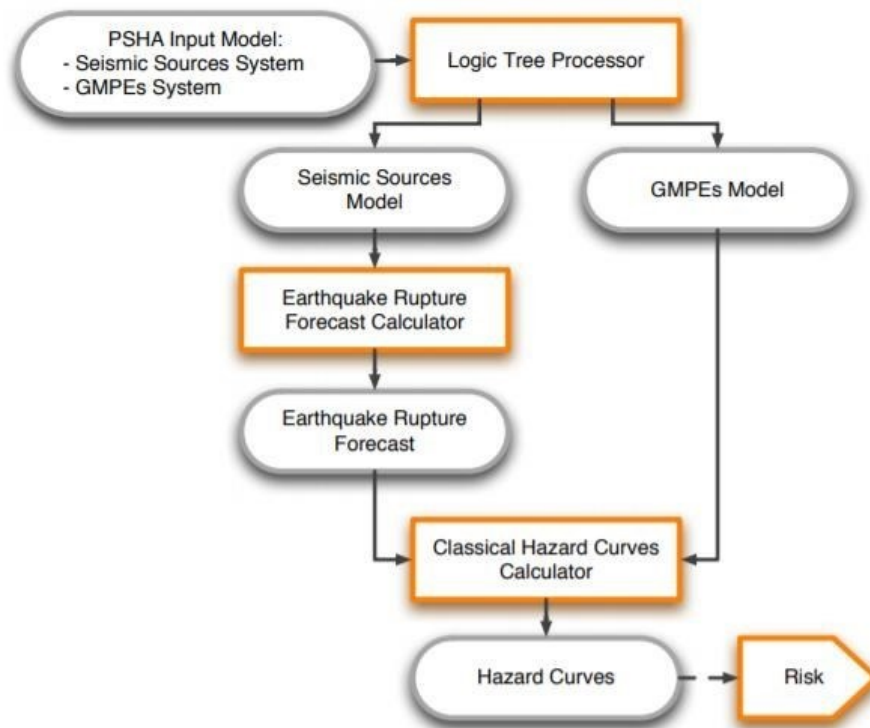 PSHA Input Model:
- Seismic Sources System
- GMPEs System
Logic Tree Processor
Seismic Sources
Model
GMPEs Model
Earthquake Rupture
Forecast Calculator
Earthquake Rupture
Forecast
Classical Hazard Curves
Calculator
Hazard Curves
Risk